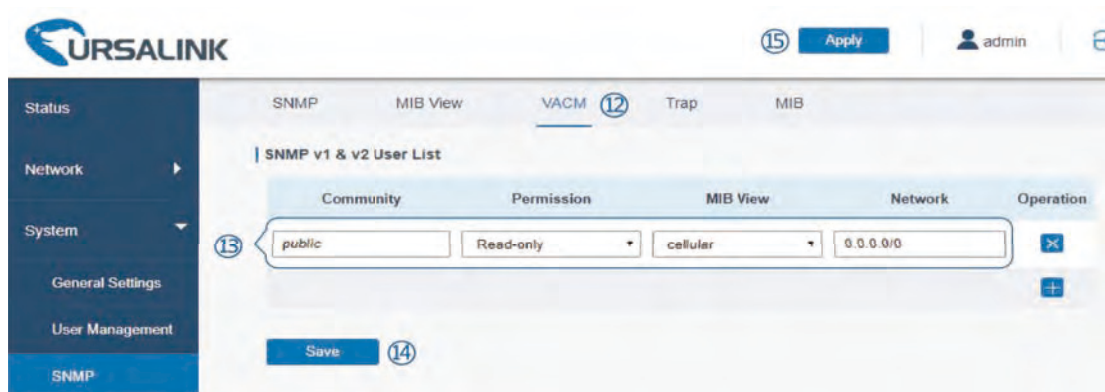 URSALINK
⑮ Apply admin
Status
Network
System
General Settings
User Management
SNMP
SNMP MIB View VACM ⑫ Trap MIB
SNMP v1 & v2 User List
Community Permission MIB View Network Operation
⑬ public Read-only cellular 0.0.0.0/0
Save ⑭